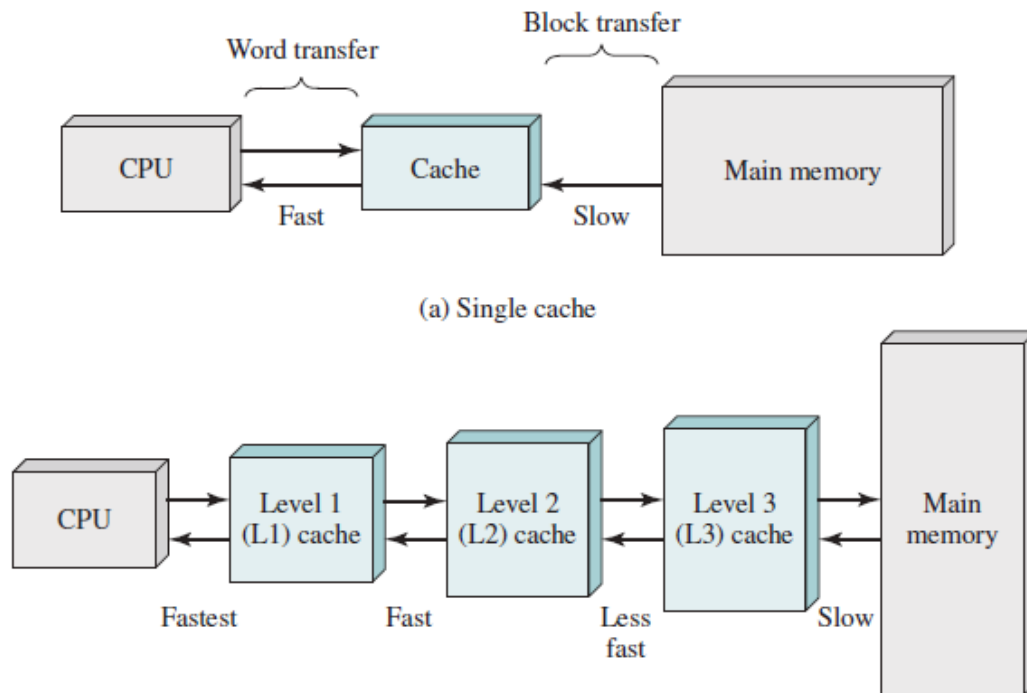 Block transfer
Word transfer
CPU
Cache
Main memory
Fast
Slow
(a) Single cache
CPU
Level 1
(L1) cache
Level 2
(L2) cache
Level 3
(L3) cache
Main
memory
Fastest
Fast
Less
fast
Slow